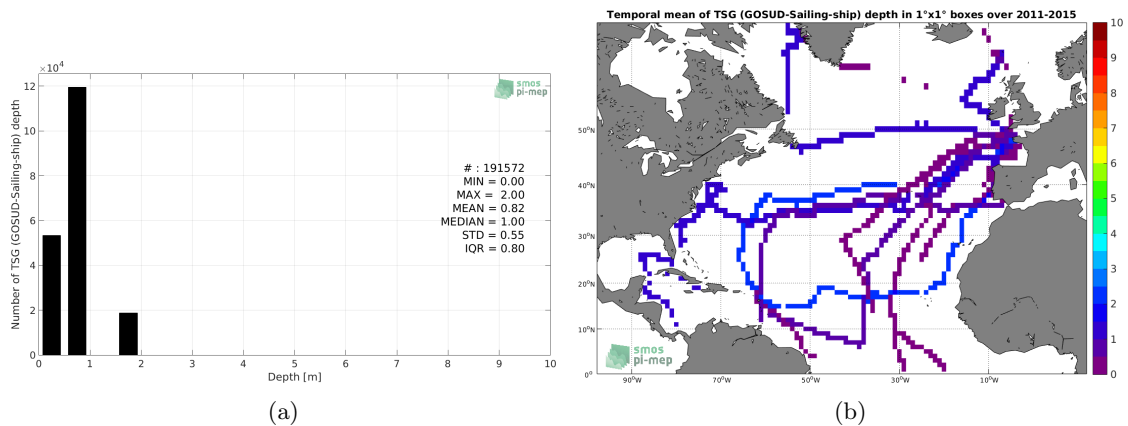 ×10⁴
12
10
8
6
4
2
0
Number of TSG (GOSUD-Sailing-ship) depth
smos
pi-mep
# : 191572
MIN = 0.00
MAX = 2.00
MEAN = 0.82
MEDIAN = 1.00
STD = 0.55
IQR = 0.80
0 1 2 3 4 5 6 7 8 9 10
Depth [m]
(a)
Temporal mean of TSG (GOSUD-Sailing-ship) depth in 1°x1° boxes over 2011-2015
50°N
40°N
30°N
20°N
10°N
0°
90°W 70°W 50°W 30°W 10°W
smos
pi-mep
10
9
8
7
6
5
4
3
2
1
0
(b)